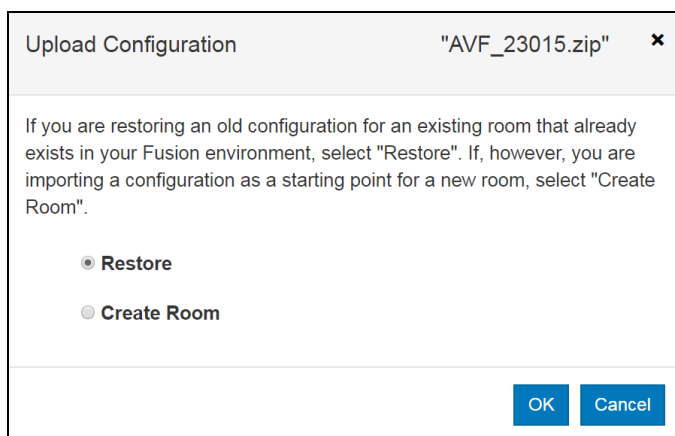 Upload Configuration "AVF_23015.zip" ×
If you are restoring an old configuration for an existing room that already
exists in your Fusion environment, select "Restore". If, however, you are
importing a configuration as a starting point for a new room, select "Create
Room".
Restore
Create Room
OK Cancel